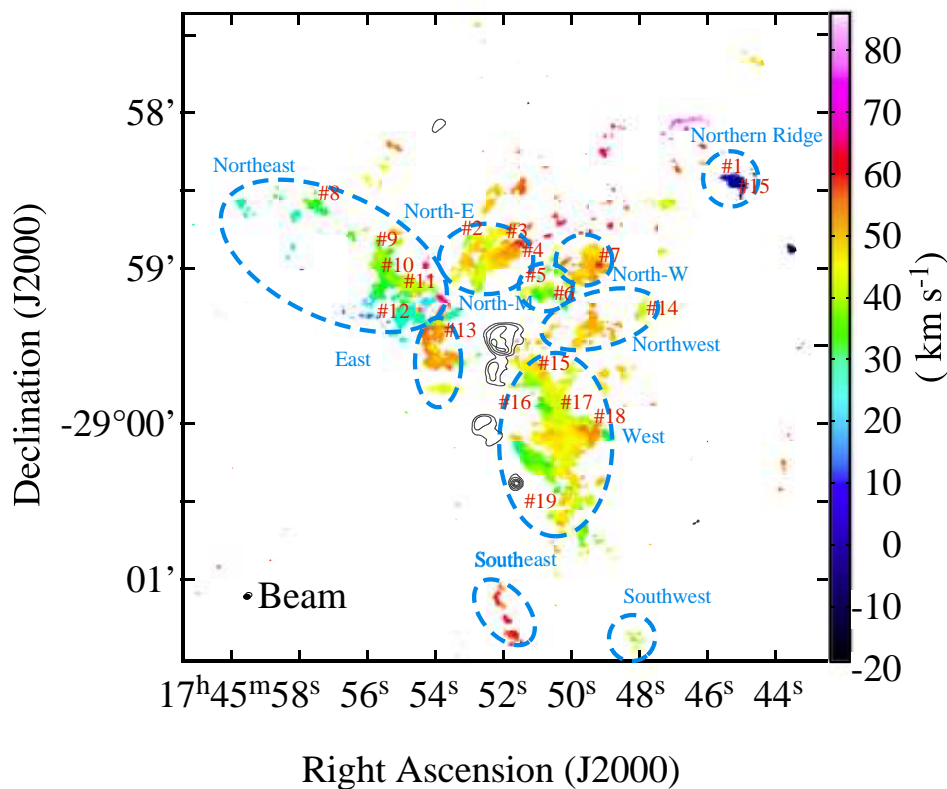 80
58’
Northern Ridge
70
#1
Northeast
#15
#8
60
North-E
#2
#3
#9
#4
50
#7
59’
#10
#5
#11
North-W
#6
40
North-M
#12
#14
( km s-1)
#13
Northwest
30
East
#15
20
#16
#17
-29°00’
#18
West
10
#19
0
Southeast
01’
Beam
Southwest
-10
-20
17h45m58s
56s
54s
52s
50s
48s
46s
44s
Declination (J2000)
Right Ascension (J2000)